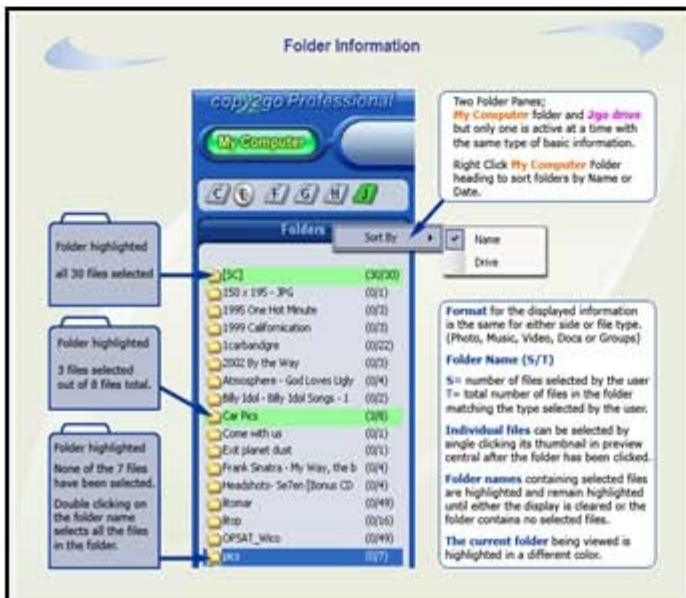 Folder Information
copy2go Professional
My Computer
C E F G H J
Folders
Sort By
Name
Drive
Two Folder Panes;
My Computer folder and 2go drive
but only one is active at a time with
the same type of basic information.
Right Click My Computer Folder
heading to sort folders by Name or
Date.
Folder highlighted
all 30 files selected
Folder highlighted
3 files selected
out of 8 files total.
Folder highlighted
None of the 7 files
have been selected.
Double clicking on
the folder name
selects all the files
in the folder.
[SC] (30/30)
150 x 195 - JPG (0/1)
1995 One Hot Minute (0/3)
1999 Californication (0/3)
1carbandgre (0/22)
2002 By the Way (0/3)
Atmosphere - God Loves Ugly (0/4)
Billy Idol - Billy Idol Songs - 1 (0/2)
Car Pics (3/8)
Come with us (0/1)
Exit planet dust (0/1)
Frank Sinatra - My Way, the b (0/4)
Headshots- Se7en [Bonus CD (0/4)
itomar (0/49)
itop (0/16)
OPSAT_Wico (0/49)
pics (0/7)
Format for the displayed information
is the same for either side or file type.
(Photo, Music, Video, Docs or Groups)
Folder Name (S/T)
S= number of files selected by the user
T= total number of files in the folder
matching the type selected by the user.
Individual files can be selected by
single clicking its thumbnail in preview
central after the folder has been clicked.
Folder names containing selected files
are highlighted and remain highlighted
until either the display is cleared or the
folder contains no selected files.
The current folder being viewed is
highlighted in a different color.